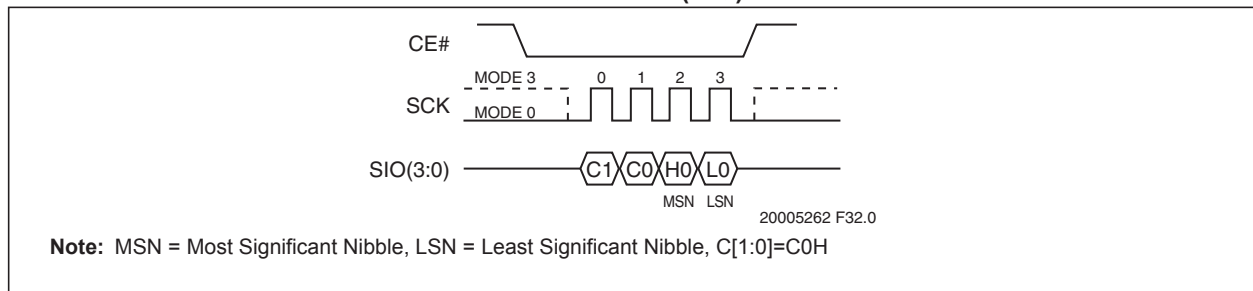 CE#
MODE 3 0 1 2 3
SCK
MODE 0
SIO(3:0) C1 C0 H0 L0
MSN LSN
20005262 F32.0
Note: MSN = Most Significant Nibble, LSN = Least Significant Nibble, C[1:0]=C0H